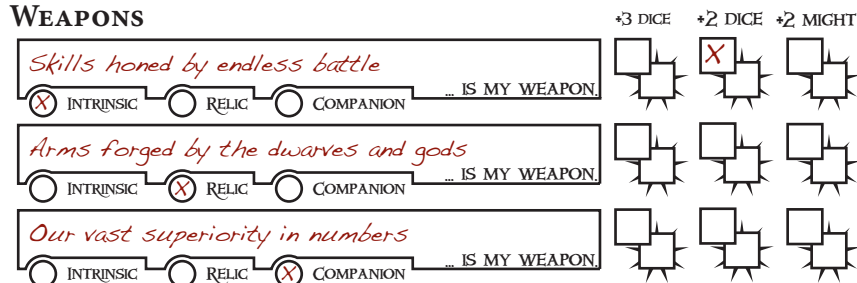 WEAPONS +3 DICE +2 DICE +2 MIGHT
Skills honed by endless battle X
... IS MY WEAPON.
X INTRINSIC RELIC COMPANION
Arms forged by the dwarves and gods
... IS MY WEAPON.
INTRINSIC X RELIC COMPANION
Our vast superiority in numbers
... IS MY WEAPON.
INTRINSIC RELIC X COMPANION